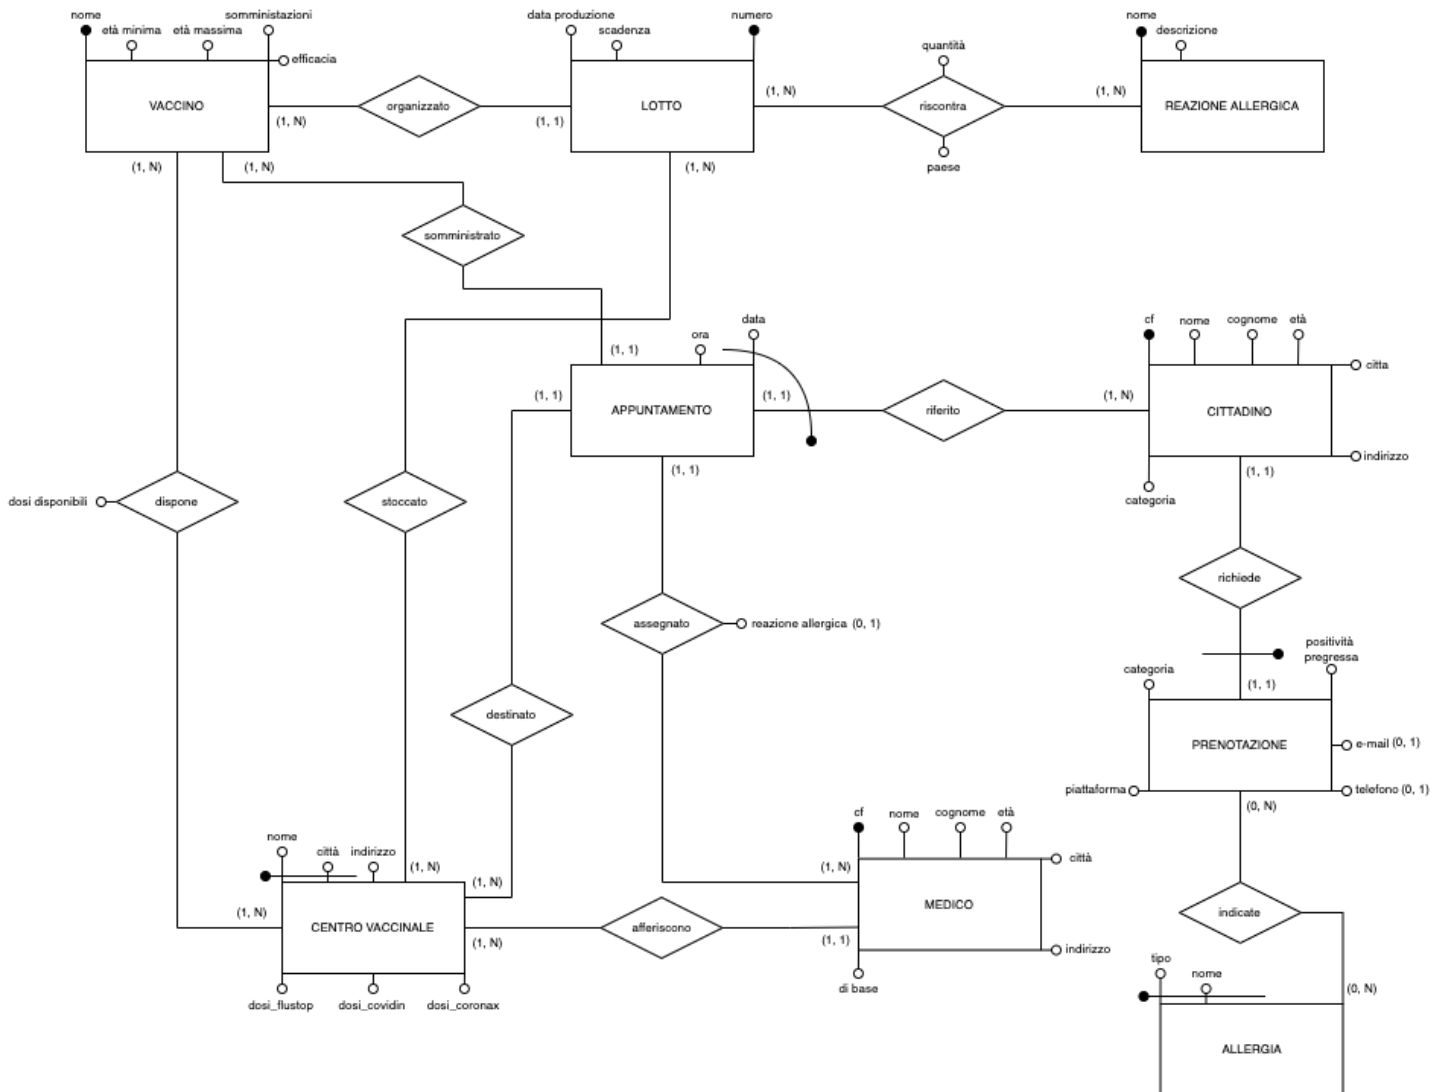 nome
somministazioni
data produzione
numero
nome
età minima
età massima
scadenza
descrizione
quantità
efficacia
VACCINO
organizzato
LOTTO
(1, N)
riscontra
(1, N)
REAZIONE ALLERGICA
(1, N)
(1, 1)
(1, N)
(1, N)
(1, N)
paese
somministrato
ora
data
cf
nome
cognome
età
(1, 1)
citta
(1, 1)
(1, 1)
(1, N)
APPUNTAMENTO
riferito
CITTADINO
indirizzo
(1, 1)
(1, 1)
dosi disponibili
dispone
stoccato
categoria
richiede
assegnato
reazione allergica (0, 1)
positività
pregressa
categoria
(1, 1)
destinato
PRENOTAZIONE
e-mail (0, 1)
piattaforma
telefono (0, 1)
(0, N)
cf
nome
cognome
età
nome
città
indirizzo
città
(1, N)
(1, N)
(1, N)
MEDICO
(1, N)
CENTRO VACCINALE
afferiscono
indicate
(1, N)
(1, 1)
indirizzo
tipo
nome
di base
(0, N)
dosi_flustop
dosi_covidin
dosi_coronax
ALLERGIA